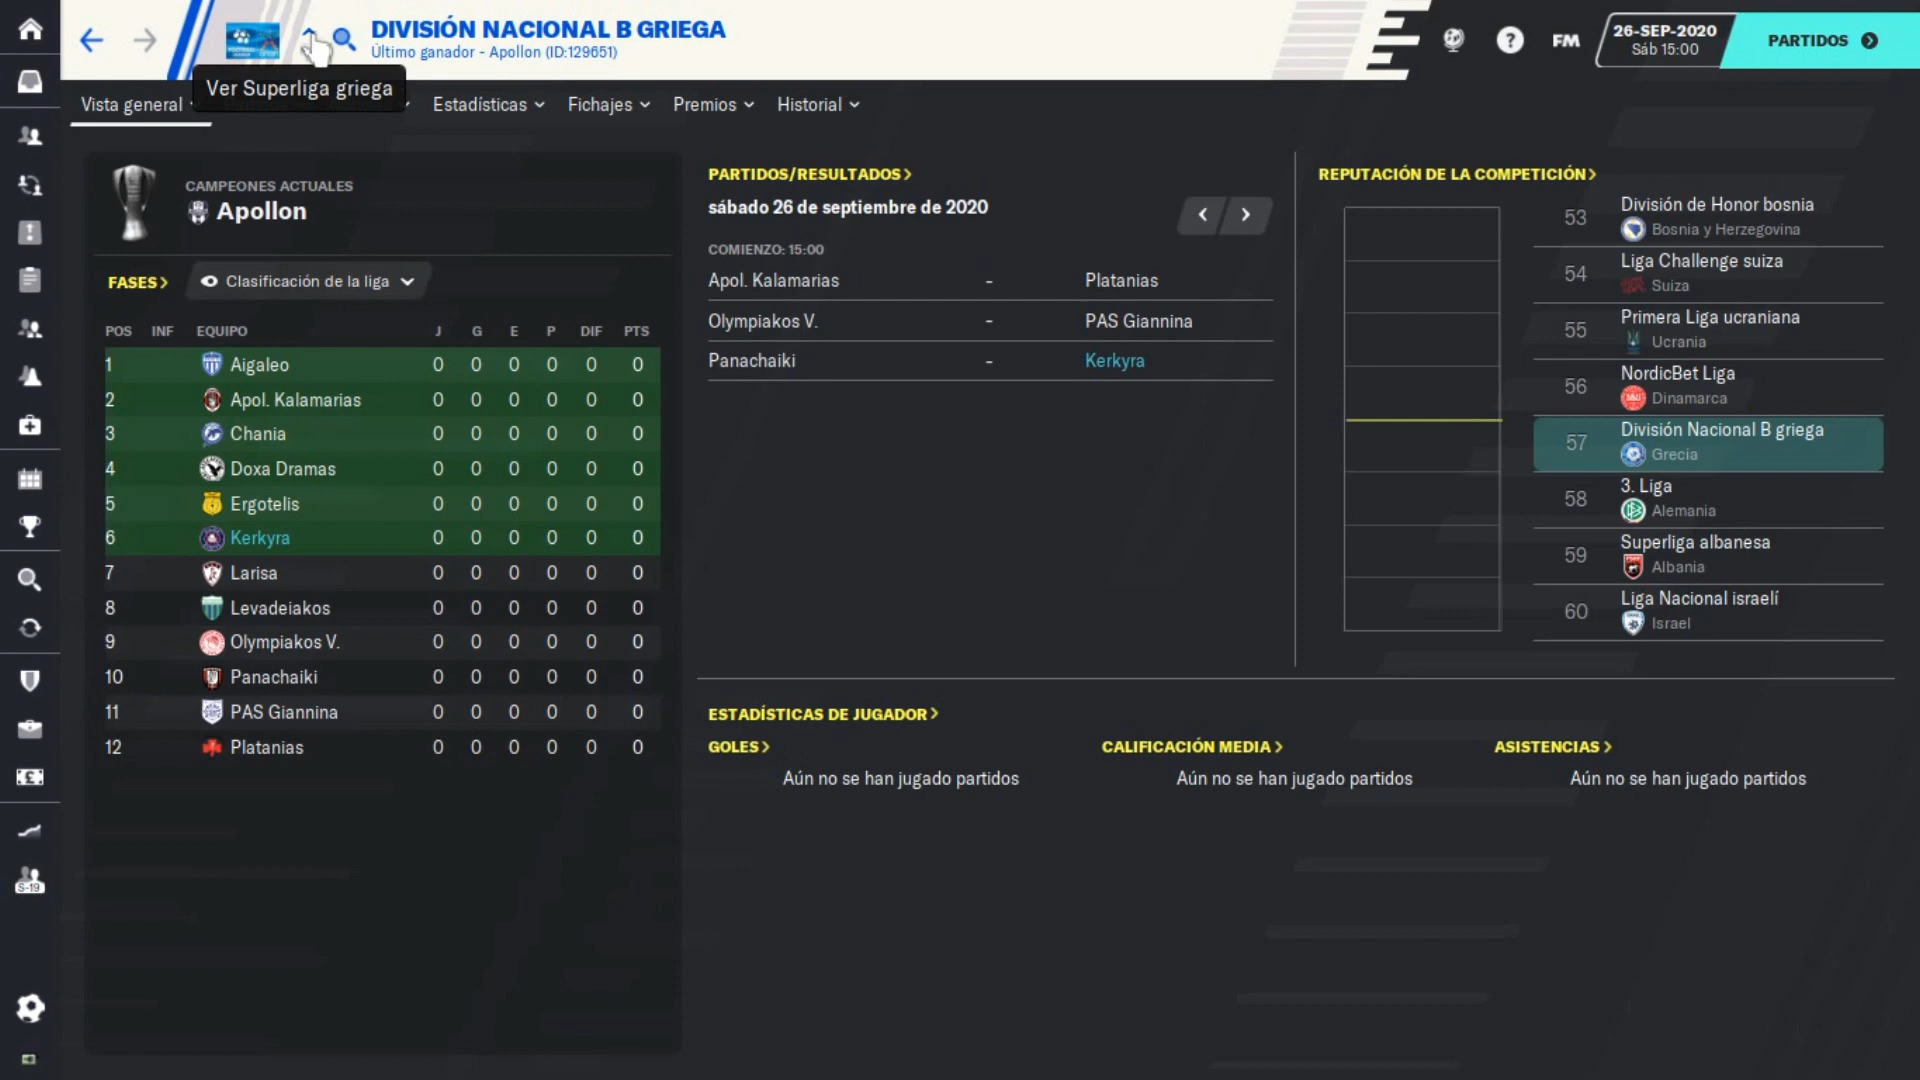 DIVISIÓN NACIONAL B GRIEGA
Último ganador - Apollon (ID:129651)
FM
26-SEP-2020
Sáb 15:00
PARTIDOS
Ver Superliga griega
Vista general
Estadísticas
Fichajes
Premios
Historial
CAMPEONES ACTUALES
Apollon
FASES
Clasificación de la liga
POS INF EQUIPO J G E P DIF PTS
1 Aigaleo 0 0 0 0 0 0
2 Apol. Kalamarias 0 0 0 0 0 0
3 Chania 0 0 0 0 0 0
4 Doxa Dramas 0 0 0 0 0 0
5 Ergotelis 0 0 0 0 0 0
6 Kerkyra 0 0 0 0 0 0
7 Larisa 0 0 0 0 0 0
8 Levadeiakos 0 0 0 0 0 0
9 Olympiakos V. 0 0 0 0 0 0
10 Panachaiki 0 0 0 0 0 0
11 PAS Giannina 0 0 0 0 0 0
12 Platanias 0 0 0 0 0 0
PARTIDOS/RESULTADOS
sábado 26 de septiembre de 2020
COMIENZO: 15:00
Apol. Kalamarias - Platanias
Olympiakos V. - PAS Giannina
Panachaiki - Kerkyra
REPUTACIÓN DE LA COMPETICIÓN
53 División de Honor bosnia
Bosnia y Herzegovina
54 Liga Challenge suiza
Suiza
55 Primera Liga ucraniana
Ucrania
56 NordicBet Liga
Dinamarca
57 División Nacional B griega
Grecia
58 3. Liga
Alemania
59 Superliga albanesa
Albania
60 Liga Nacional israelí
Israel
ESTADÍSTICAS DE JUGADOR
GOLES
Aún no se han jugado partidos
CALIFICACIÓN MEDIA
Aún no se han jugado partidos
ASISTENCIAS
Aún no se han jugado partidos
S-19